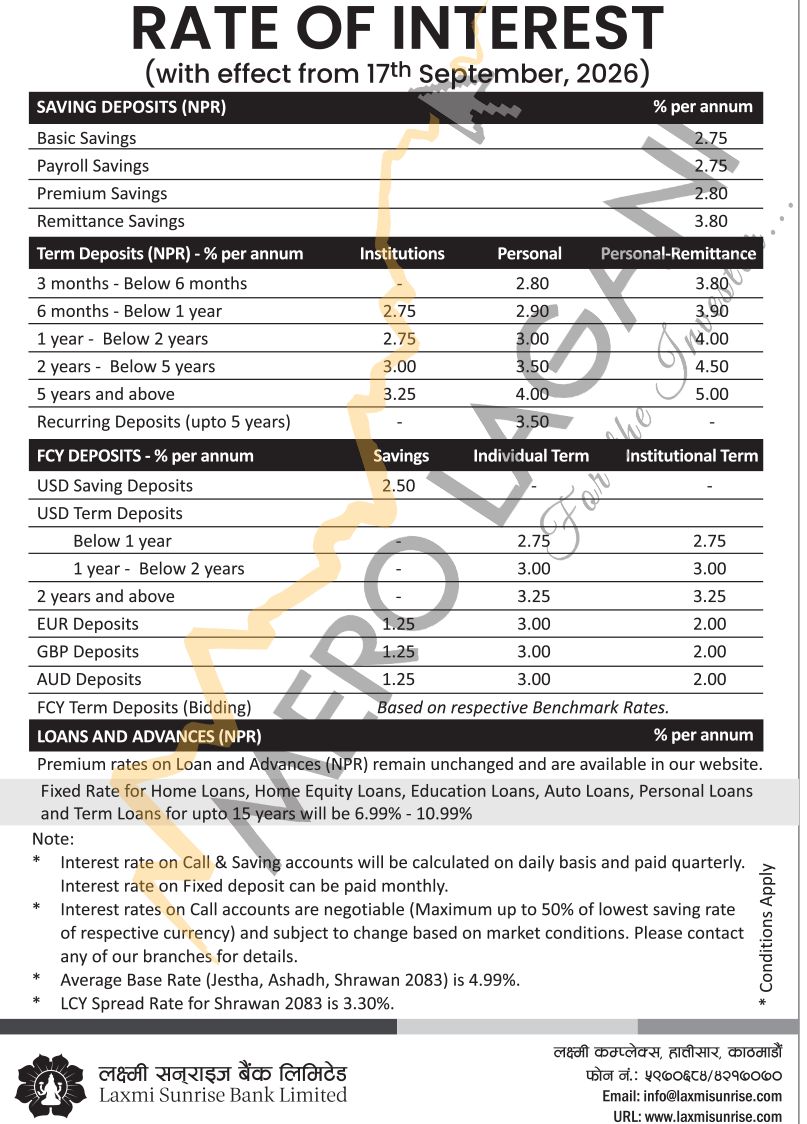 RATE OF INTEREST
(with effect from 17th September, 2026)
SAVING DEPOSITS (NPR) % per annum
Basic Savings 2.75
Payroll Savings 2.75
Premium Savings 2.80
Remittance Savings 3.80
Term Deposits (NPR) - % per annum Institutions Personal Personal-Remittance
3 months - Below 6 months - 2.80 3.80
6 months - Below 1 year 2.75 2.90 3.90
1 year - Below 2 years 2.75 3.00 4.00
2 years - Below 5 years 3.00 3.50 4.50
5 years and above 3.25 4.00 5.00
Recurring Deposits (upto 5 years) - 3.50 -
FCY DEPOSITS - % per annum Savings Individual Term Institutional Term
USD Saving Deposits 2.50 - -
USD Term Deposits
Below 1 year - 2.75 2.75
1 year - Below 2 years - 3.00 3.00
2 years and above - 3.25 3.25
EUR Deposits 1.25 3.00 2.00
GBP Deposits 1.25 3.00 2.00
AUD Deposits 1.25 3.00 2.00
FCY Term Deposits (Bidding) Based on respective Benchmark Rates.
LOANS AND ADVANCES (NPR) % per annum
Premium rates on Loan and Advances (NPR) remain unchanged and are available in our website.
Fixed Rate for Home Loans, Home Equity Loans, Education Loans, Auto Loans, Personal Loans
and Term Loans for upto 15 years will be 6.99% - 10.99%
Note:
* Interest rate on Call & Saving accounts will be calculated on daily basis and paid quarterly.
Interest rate on Fixed deposit can be paid monthly.
* Interest rates on Call accounts are negotiable (Maximum up to 50% of lowest saving rate
of respective currency) and subject to change based on market conditions. Please contact
any of our branches for details.
* Average Base Rate (Jestha, Ashadh, Shrawan 2083) is 4.99%.
* LCY Spread Rate for Shrawan 2083 is 3.30%.
* Conditions Apply
MERO LAGANI
For the Investor...
लक्ष्मी सनराइज बैंक लिमिटेड
Laxmi Sunrise Bank Limited
लक्ष्मी कम्प्लेक्स, हात्तीसार, काठमाडौं
फोन नं.: ५९७०६८४/४२१७०७०
Email: info@laxmisunrise.com
URL: www.laxmisunrise.com